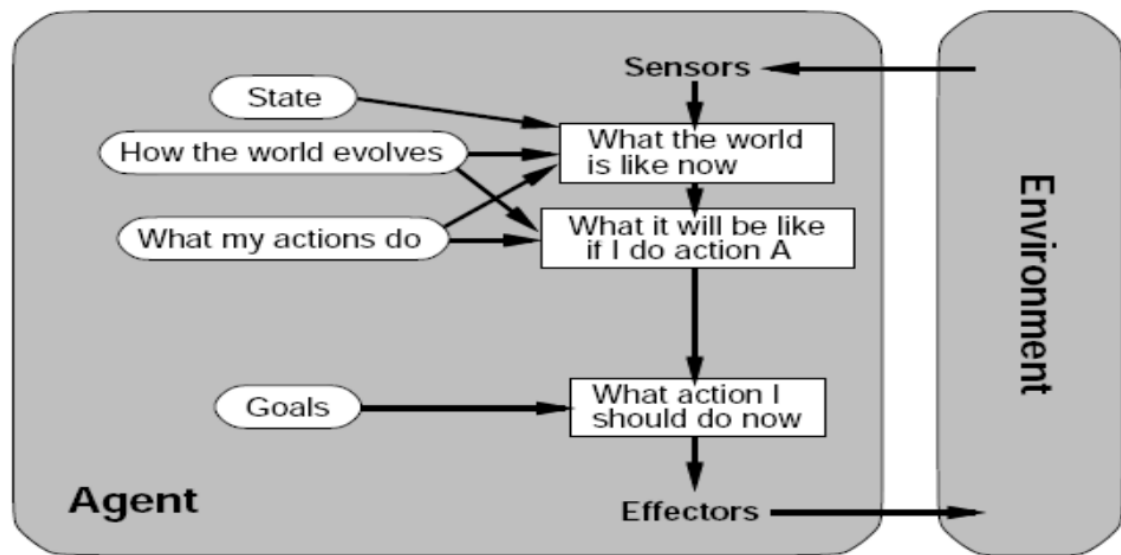 Sensors
State
What the world
is like now
How the world evolves
What my actions do
What it will be like
if I do action A
Goals
What action I
should do now
Agent
Effectors
Environment